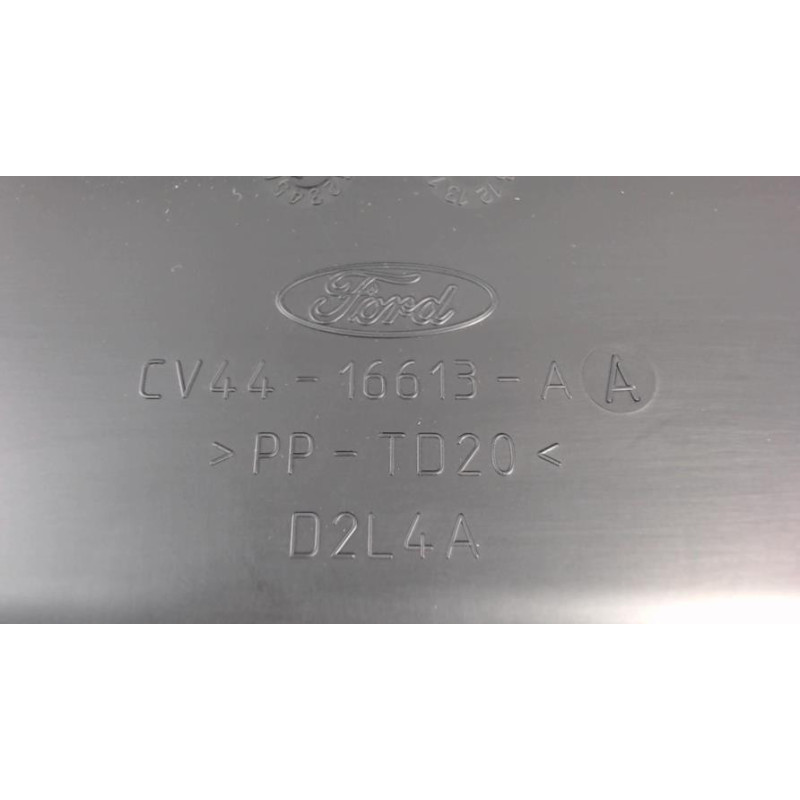 Ford
CV44-16613-A A
>PP-TD20<
D2L4A